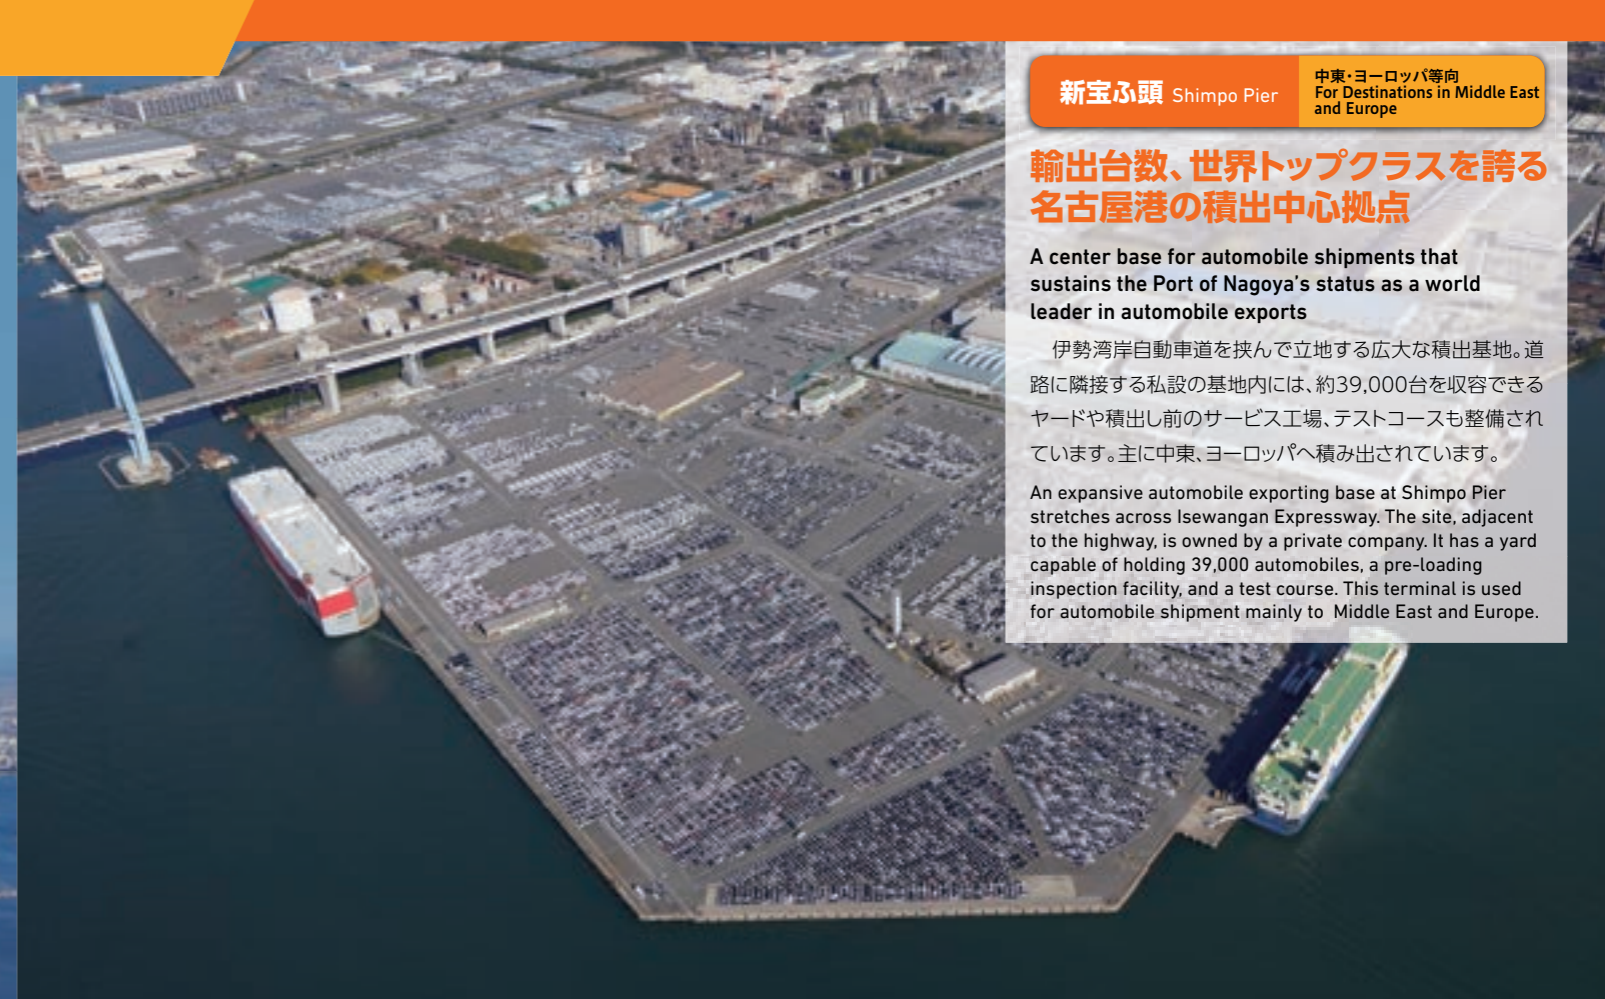 新宝ふ頭 Shimpo Pier
中東・ヨーロッパ等向
For Destinations in Middle East
and Europe
輸出台数、世界トップクラスを誇る
名古屋港の積出中心拠点
A center base for automobile shipments that
sustains the Port of Nagoya's status as a world
leader in automobile exports
伊勢湾岸自動車道を挟んで立地する広大な積出基地。道
路に隣接する私設の基地内には、約39,000台を収容できる
ヤードや積出し前のサービス工場、テストコースも整備され
ています。主に中東、ヨーロッパへ積み出されています。
An expansive automobile exporting base at Shimpo Pier
stretches across Isewangan Expressway. The site, adjacent
to the highway, is owned by a private company. It has a yard
capable of holding 39,000 automobiles, a pre-loading
inspection facility, and a test course. This terminal is used
for automobile shipment mainly to Middle East and Europe.